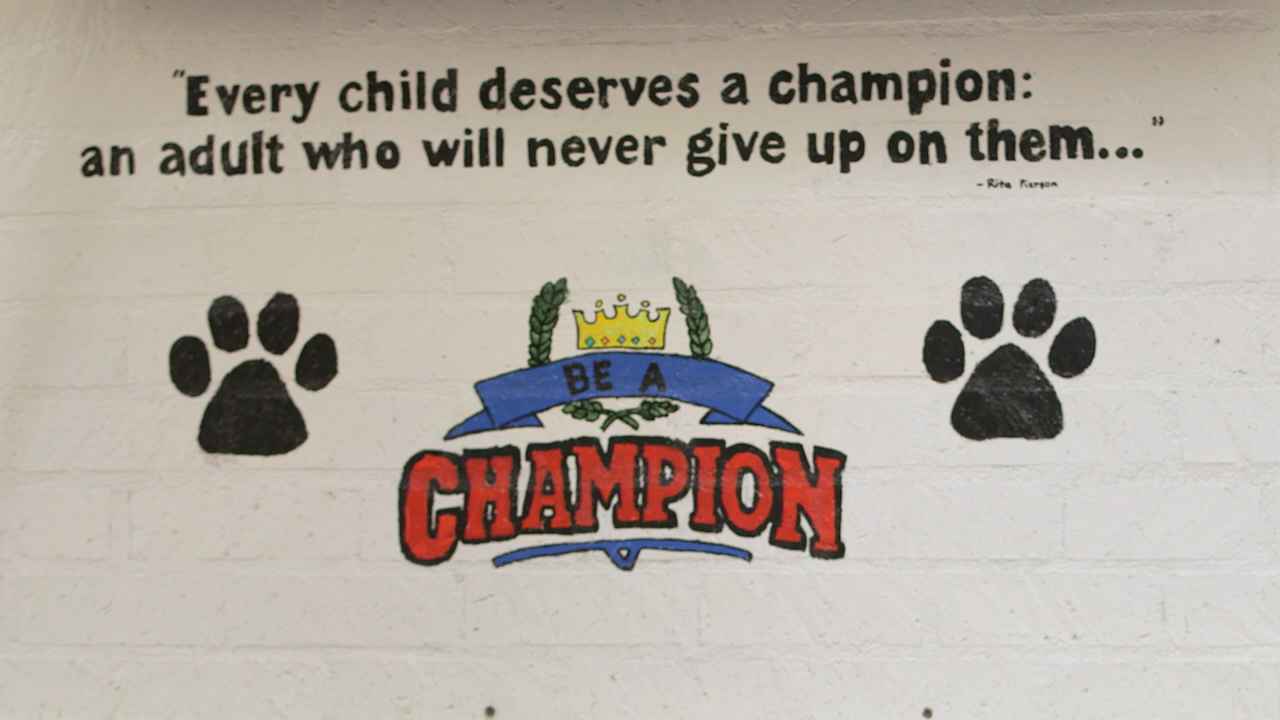 "Every child deserves a champion:
an adult who will never give up on them..."
- Rita Pierson
BE A
CHAMPION